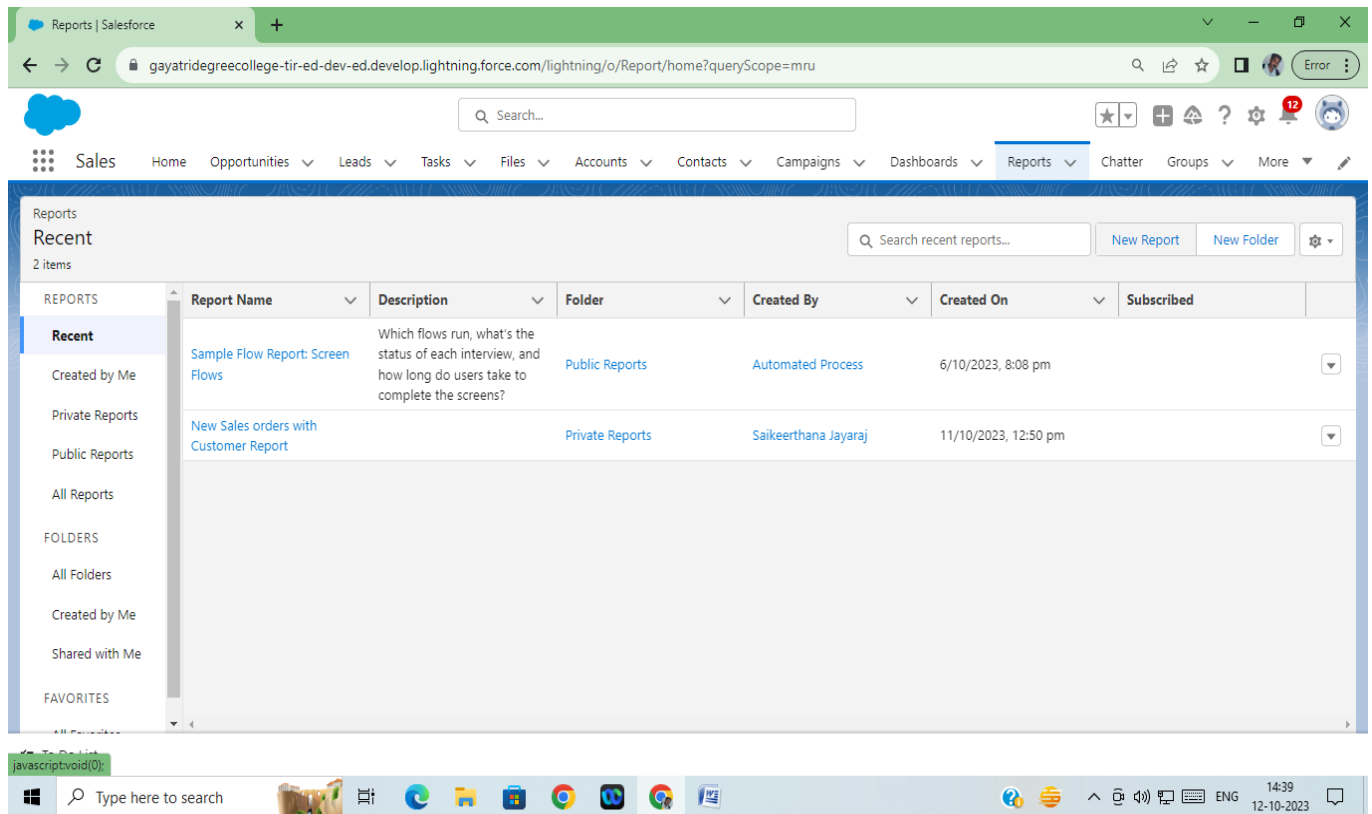 Reports | Salesforce
gayatridegreecollege-tir-ed-dev-ed.develop.lightning.force.com/lightning/o/Report/home?queryScope=mru
Error
Search...
12
Sales Home Opportunities Leads Tasks Files Accounts Contacts Campaigns Dashboards Reports Chatter Groups More
Reports
Recent
2 items
Search recent reports...
New Report
New Folder
REPORTS
Recent
Created by Me
Private Reports
Public Reports
All Reports
FOLDERS
All Folders
Created by Me
Shared with Me
FAVORITES
All Favorites
Report Name Description Folder Created By Created On Subscribed
Sample Flow Report: Screen
Flows
Which flows run, what's the
status of each interview, and
how long do users take to
complete the screens?
Public Reports
Automated Process
6/10/2023, 8:08 pm
New Sales orders with
Customer Report
Private Reports
Saikeerthana Jayaraj
11/10/2023, 12:50 pm
To Do List
javascript:void(0);
Type here to search
ENG
14:39
12-10-2023